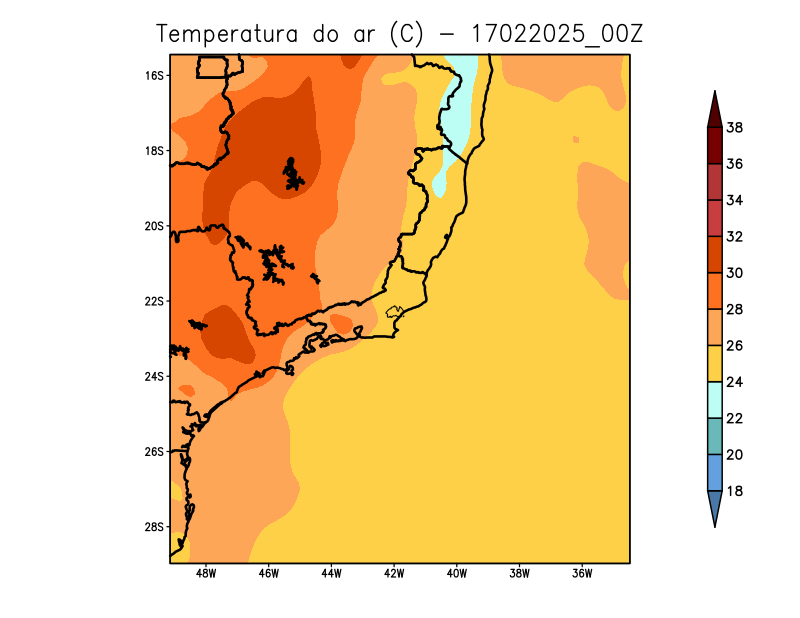 Temperatura do ar (C) – 17022025_00Z
16S
18S
20S
22S
24S
26S
28S
48W 46W 44W 42W 40W 38W 36W
38
36
34
32
30
28
26
24
22
20
18